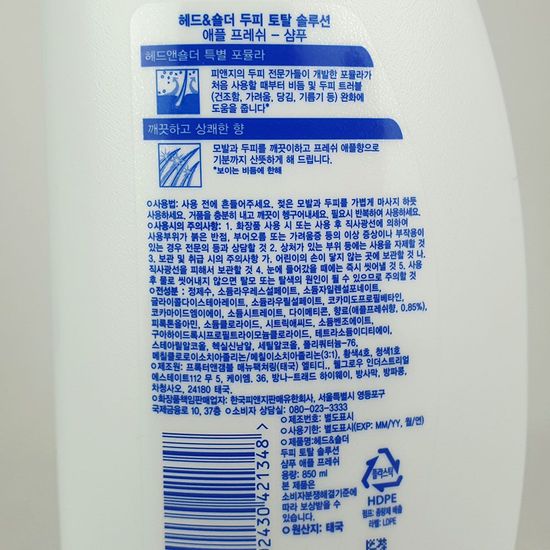 헤드&숄더 두피 토탈 솔루션
애플 프레쉬 - 샴푸
헤드앤숄더 특별 포뮬라
피앤지의 두피 전문가들이 개발한 포뮬라가
처음 사용할 때부터 비듬 및 두피 트러블
(건조함, 가려움, 당김, 기름기 등) 완화에
도움을 줍니다*
깨끗하고 상쾌한 향
모발과 두피를 깨끗이하고 프레쉬 애플향으로
기분까지 산뜻하게 해 드립니다.
*보이는 비듬에 한해
사용법: 사용 전에 흔들어주세요. 젖은 모발과 두피를 가볍게 마사지 하듯
사용하세요. 거품을 충분히 내고 깨끗이 헹구어내세요. 필요시 반복하여 사용하세요.
사용시의 주의사항: 1. 화장품 사용 시 또는 사용 후 직사광선에 의하여
사용부위가 붉은 반점, 부어오름 또는 가려움증 등의 이상 증상이나 부작용이
있는 경우 전문의 등과 상담할 것 2. 상처가 있는 부위 등에는 사용을 자제할 것
3. 보관 및 취급 시의 주의사항 가. 어린이의 손이 닿지 않는 곳에 보관할 것 나.
직사광선을 피해서 보관할 것 4. 눈에 들어갔을 때에는 즉시 씻어낼 것 5. 사용
후 물로 씻어내지 않으면 탈모 또는 탈색의 원인이 될 수 있으므로 주의할 것
전성분 : 정제수, 소듐라우레스설페이트, 소듐자일렌설포네이트,
글라이콜다이스테아레이트, 소듐라우릴설페이트, 코카미도프로필베타인,
코카마이드엠이에이, 소듐시트레이트, 다이메티콘, 향료(애플프레쉬향, 0.85%),
피록톤올아민, 소듐클로라이드, 시트릭애씨드, 소듐벤조에이트,
구아하이드록시프로필트라이모늄클로라이드, 테트라소듐이디티에이,
스테아릴알코올, 헥실신남알, 세틸알코올, 폴리쿼터늄-76,
메칠클로로이소치아졸리논/메칠이소치아졸리논(3:1), 황색4호, 청색1호
제조원: 프록터앤갬블 매뉴팩처링(태국) 엘티디., 웰그로우 인더스트리얼
에스테이트112 무 5, 케이엠. 36, 방나-트래드 하이웨이, 방사막, 방파콩,
차청사오, 24180 태국.
화장품책임판매업자: 한국피앤지판매유한회사, 서울특별시 영등포구
국제금융로 10, 37층 소비자 상담실: 080-023-3333
제조번호: 별도표시
사용기한: 별도표시(EXP: MM/YY, 월/연)
제품명:헤드&숄더
두피 토탈 솔루션
샴푸 애플 프레쉬
용량: 850 ml
본 제품은
소비자분쟁해결기준에
따라 보상받을 수
있습니다.
원산지: 태국
플라스틱
HDPE
펌프: 종량제 배출
라벨: LDPE
02430 421348